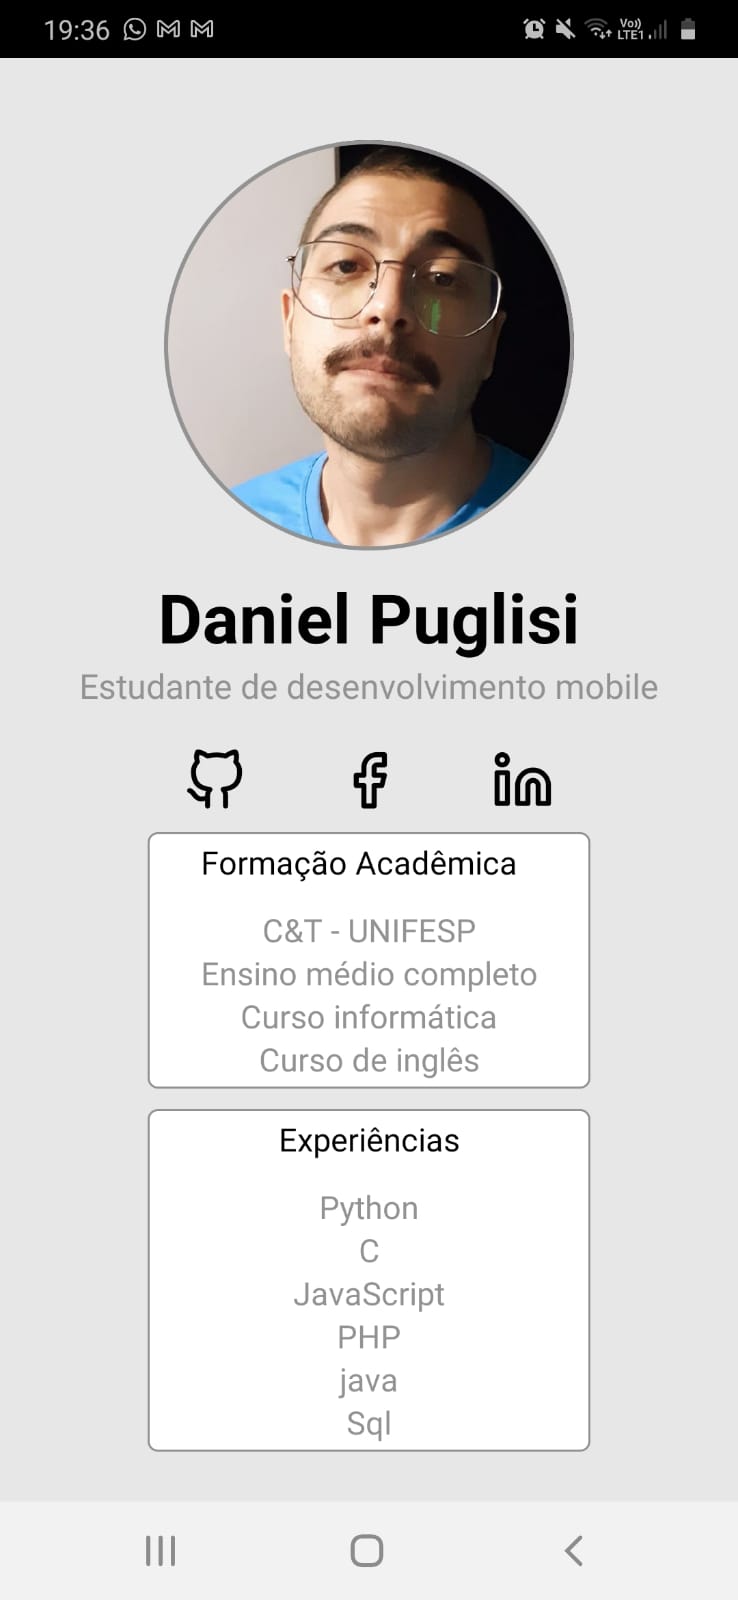 19:36
Vo))
LTE1
Daniel Puglisi
Estudante de desenvolvimento mobile
Formação Acadêmica
C&T - UNIFESP
Ensino médio completo
Curso informática
Curso de inglês
Experiências
Python
C
JavaScript
PHP
java
Sql